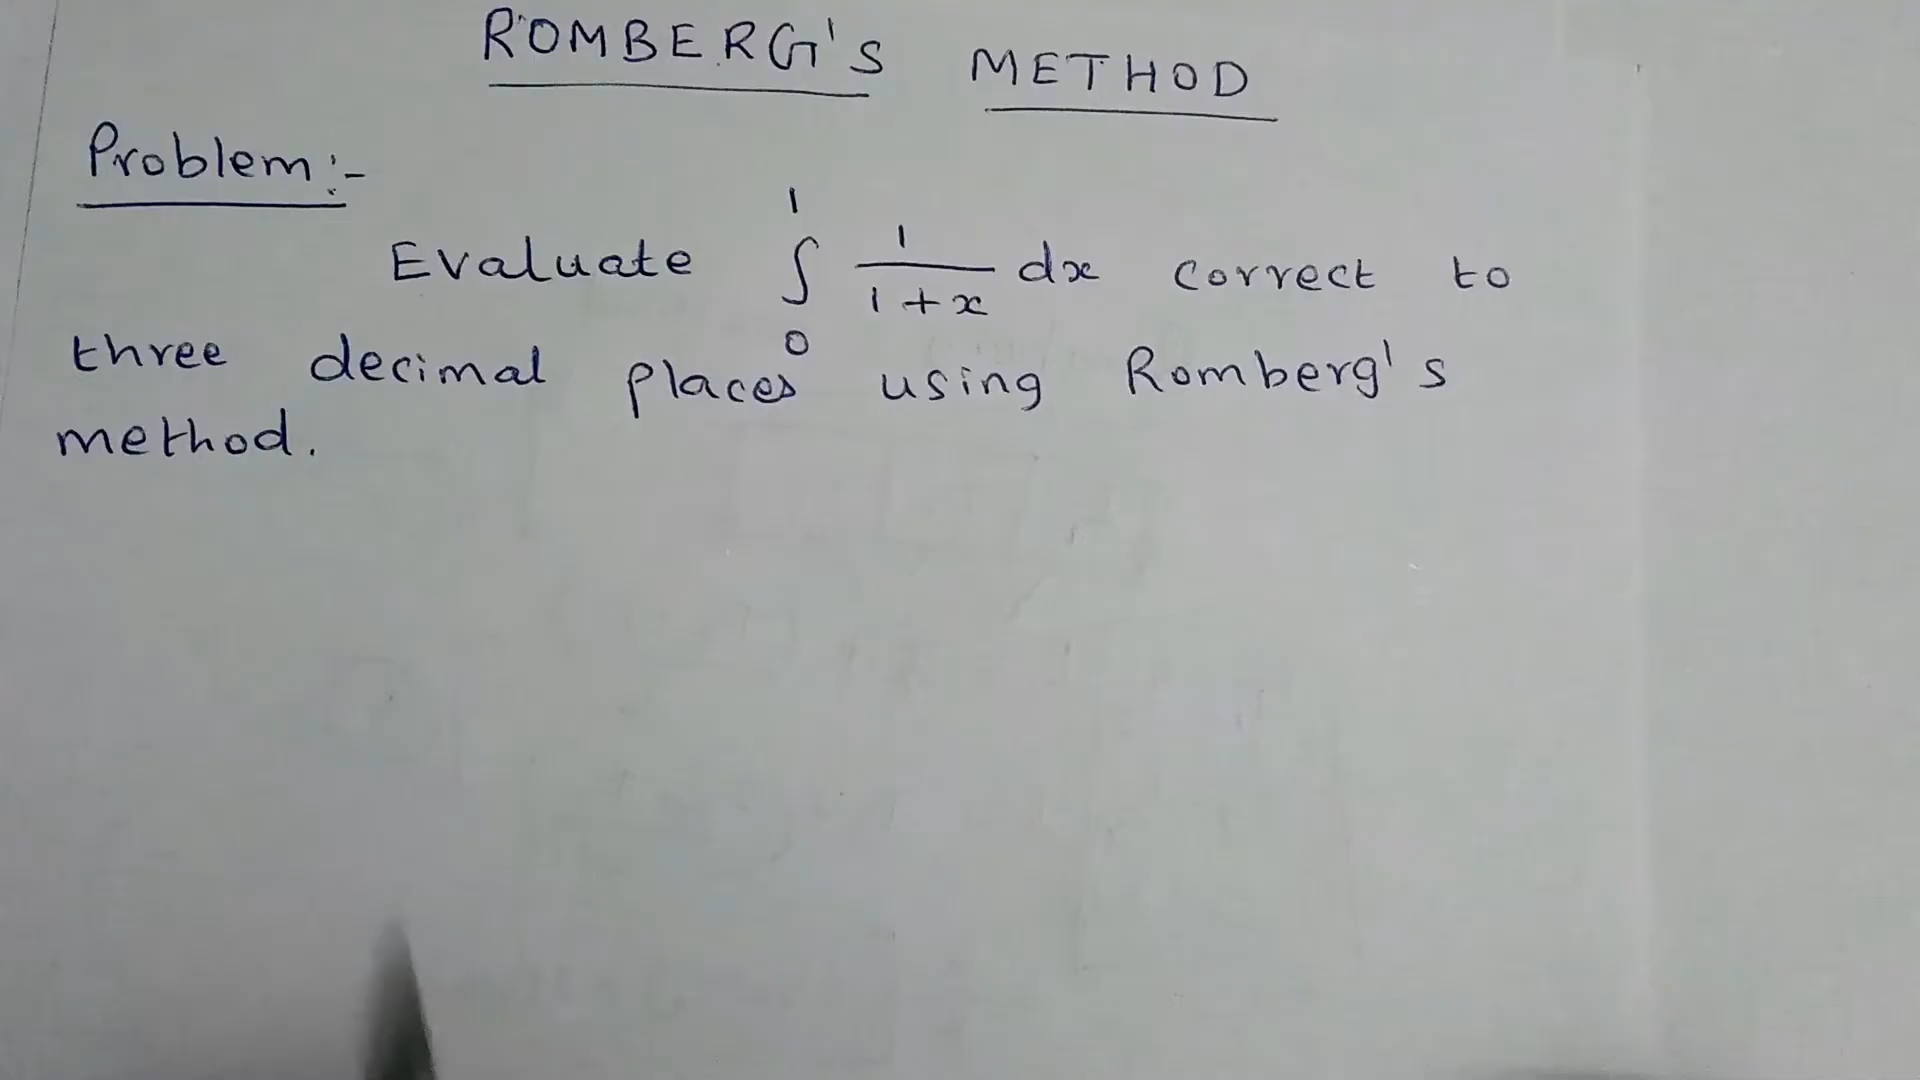 ROMBERG's METHOD
Problem:-
Evaluate ∫₀¹ 1/(1+x) dx correct to
three decimal places using Romberg's
method.